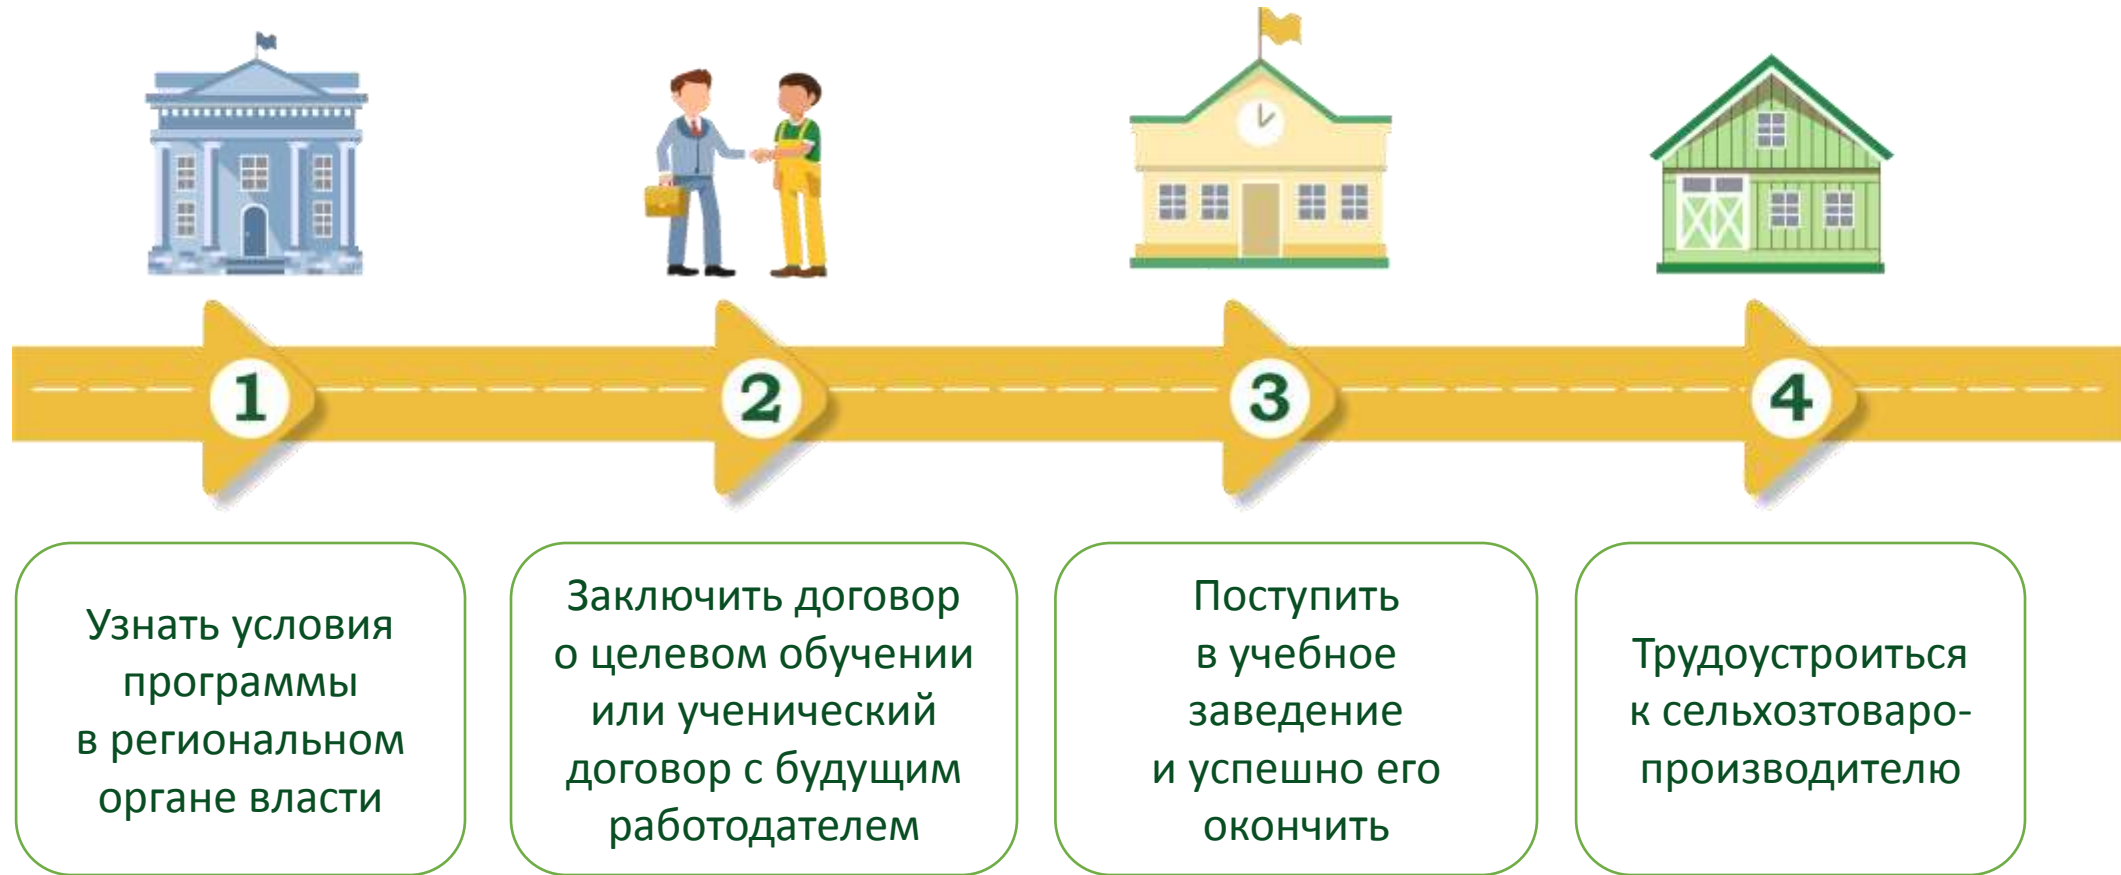 1
2
3
4
Узнать условия
программы
в региональном
органе власти
Заключить договор
о целевом обучении
или ученический
договор с будущим
работодателем
Поступить
в учебное
заведение
и успешно его
окончить
Трудоустроиться
к сельхозтоваро-
производителю